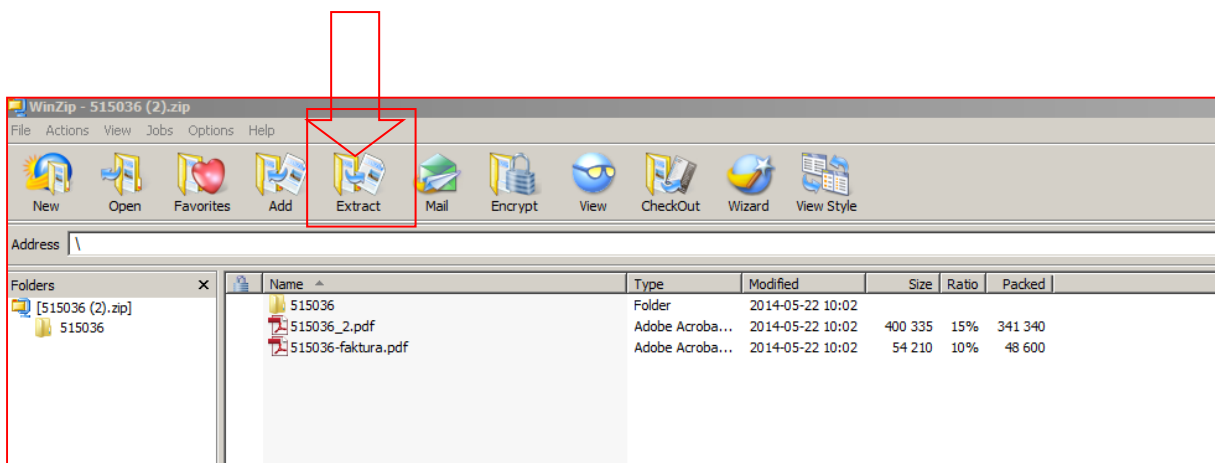 WinZip - 515036 (2).zip
File Actions View Jobs Options Help
New Open Favorites Add Extract Mail Encrypt View CheckOut Wizard View Style
Address \
Folders Name Type Modified Size Ratio Packed
[515036 (2).zip] 515036 Folder 2014-05-22 10:02
515036 515036_2.pdf Adobe Acroba... 2014-05-22 10:02 400 335 15% 341 340
515036-faktura.pdf Adobe Acroba... 2014-05-22 10:02 54 210 10% 48 600